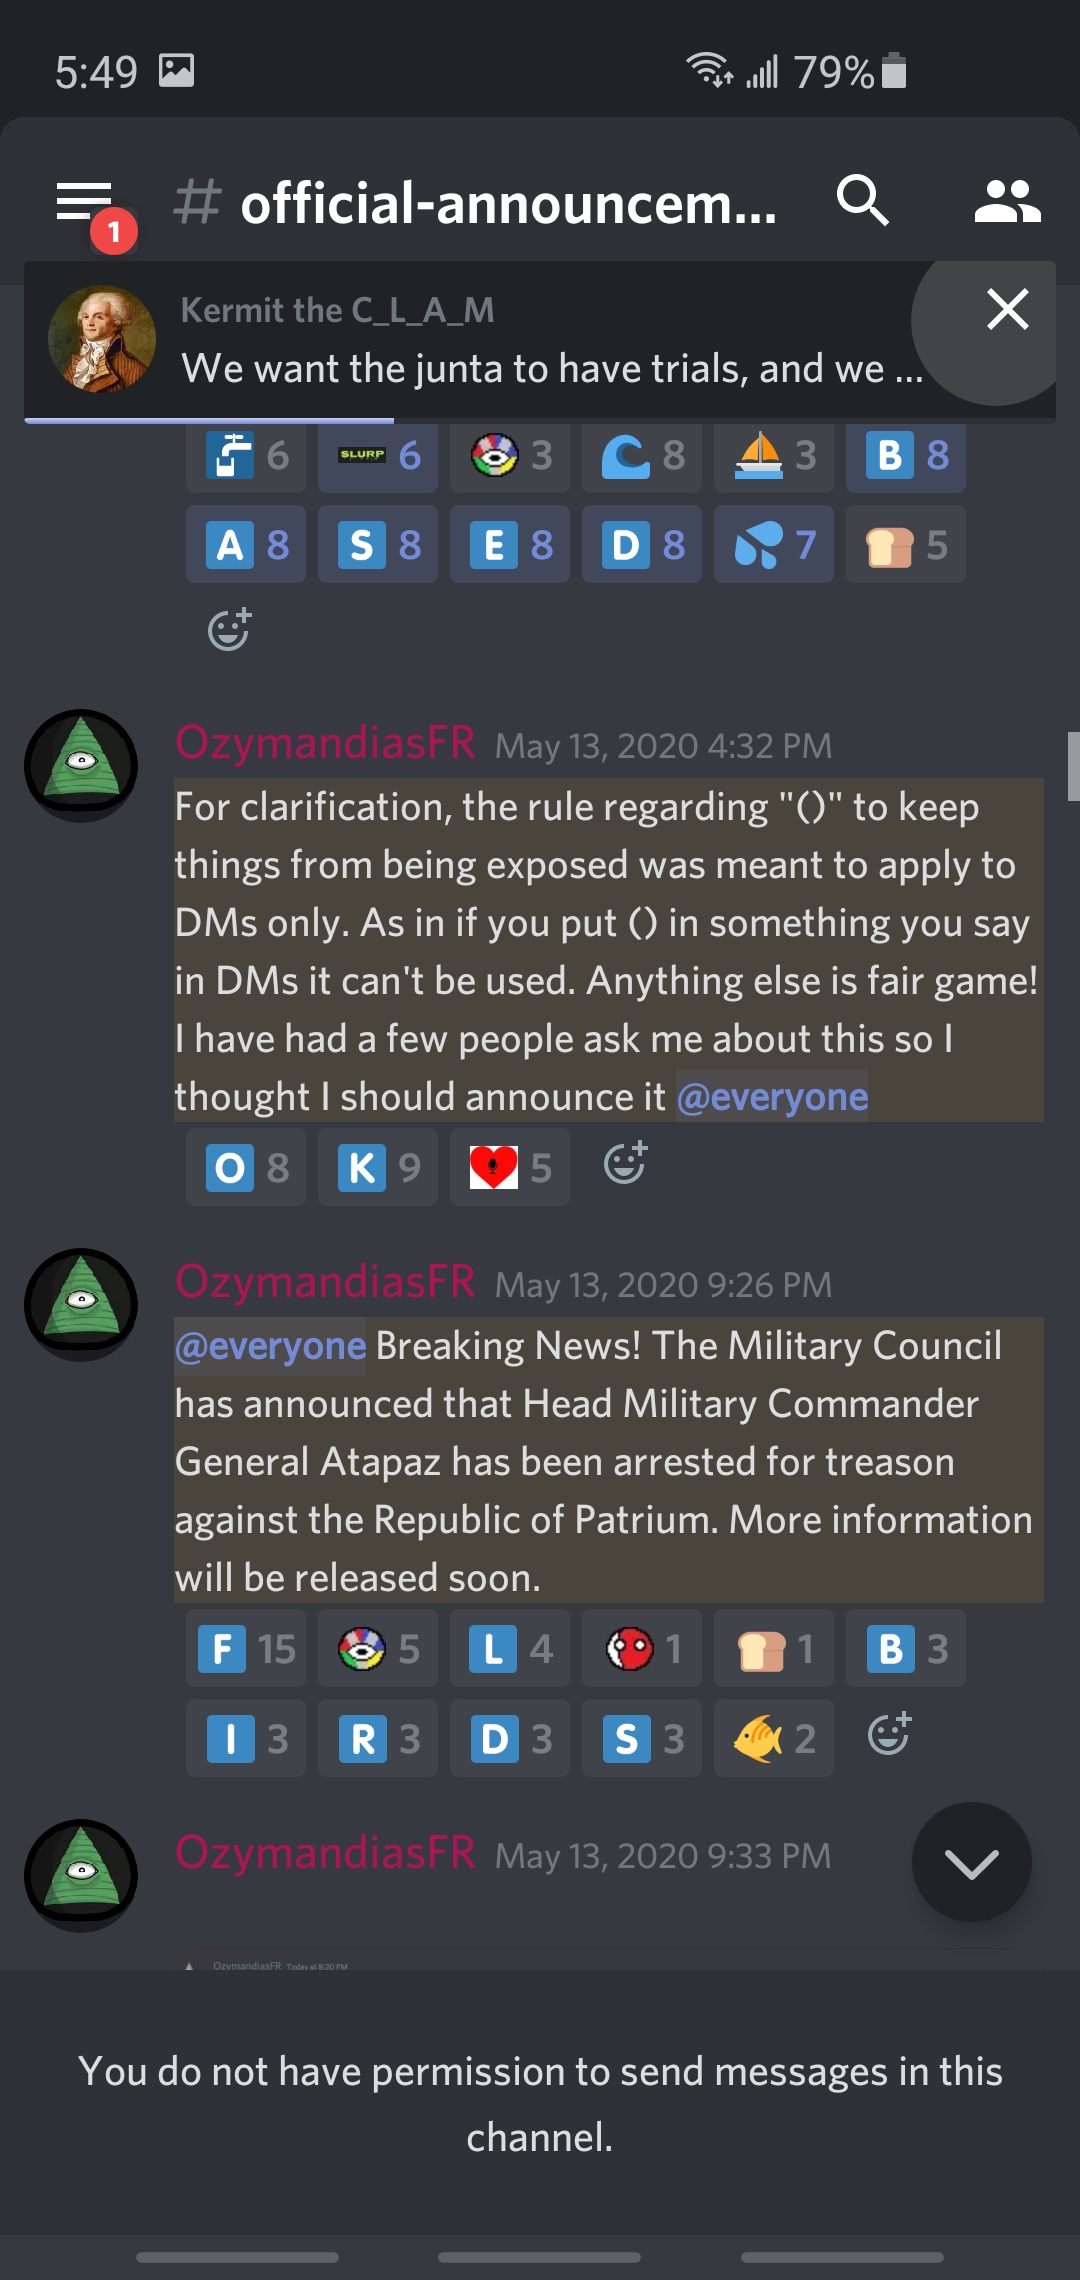 5:49 79%
# official-announcem...
1
Kermit the C_L_A_M
We want the junta to have trials, and we ...
6 SLURP 6 3 8 3 B 8
A 8 S 8 E 8 D 8 7 5
OzymandiasFR May 13, 2020 4:32 PM
For clarification, the rule regarding "()" to keep
things from being exposed was meant to apply to
DMs only. As in if you put () in something you say
in DMs it can't be used. Anything else is fair game!
I have had a few people ask me about this so I
thought I should announce it @everyone
O 8 K 9 5
OzymandiasFR May 13, 2020 9:26 PM
@everyone Breaking News! The Military Council
has announced that Head Military Commander
General Atapaz has been arrested for treason
against the Republic of Patrium. More information
will be released soon.
F 15 5 L 4 1 1 B 3
I 3 R 3 D 3 S 3 2
OzymandiasFR May 13, 2020 9:33 PM
OzymandiasFR Today at 8:20 PM
You do not have permission to send messages in this
channel.